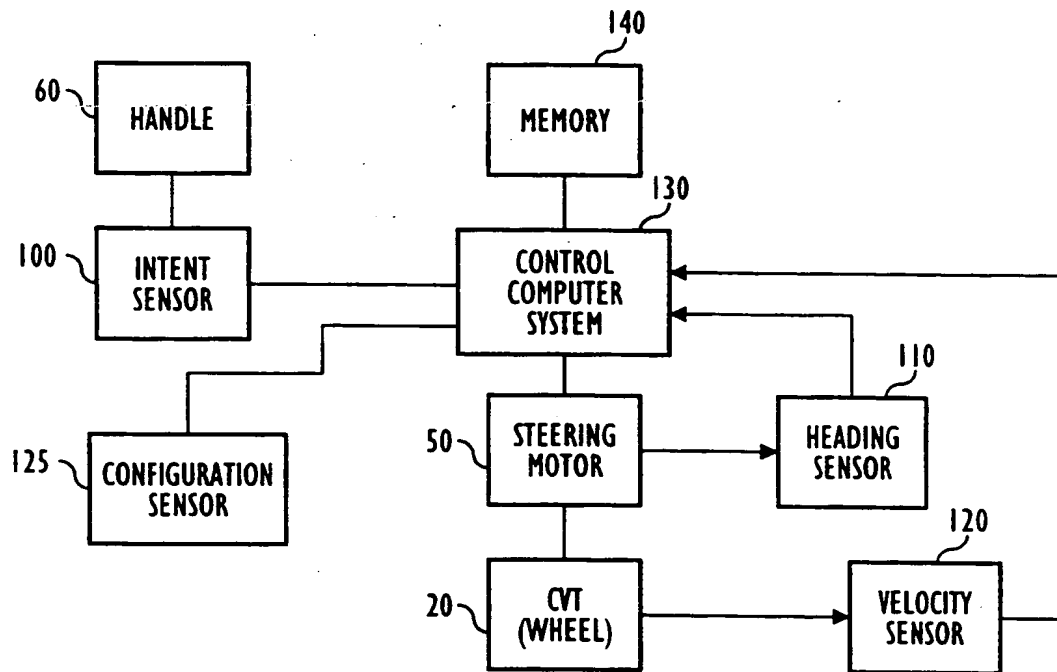 140
60
HANDLE
MEMORY
130
100
INTENT
SENSOR
CONTROL
COMPUTER
SYSTEM
110
50
STEERING
MOTOR
HEADING
SENSOR
125
CONFIGURATION
SENSOR
120
20
CVT
(WHEEL)
VELOCITY
SENSOR